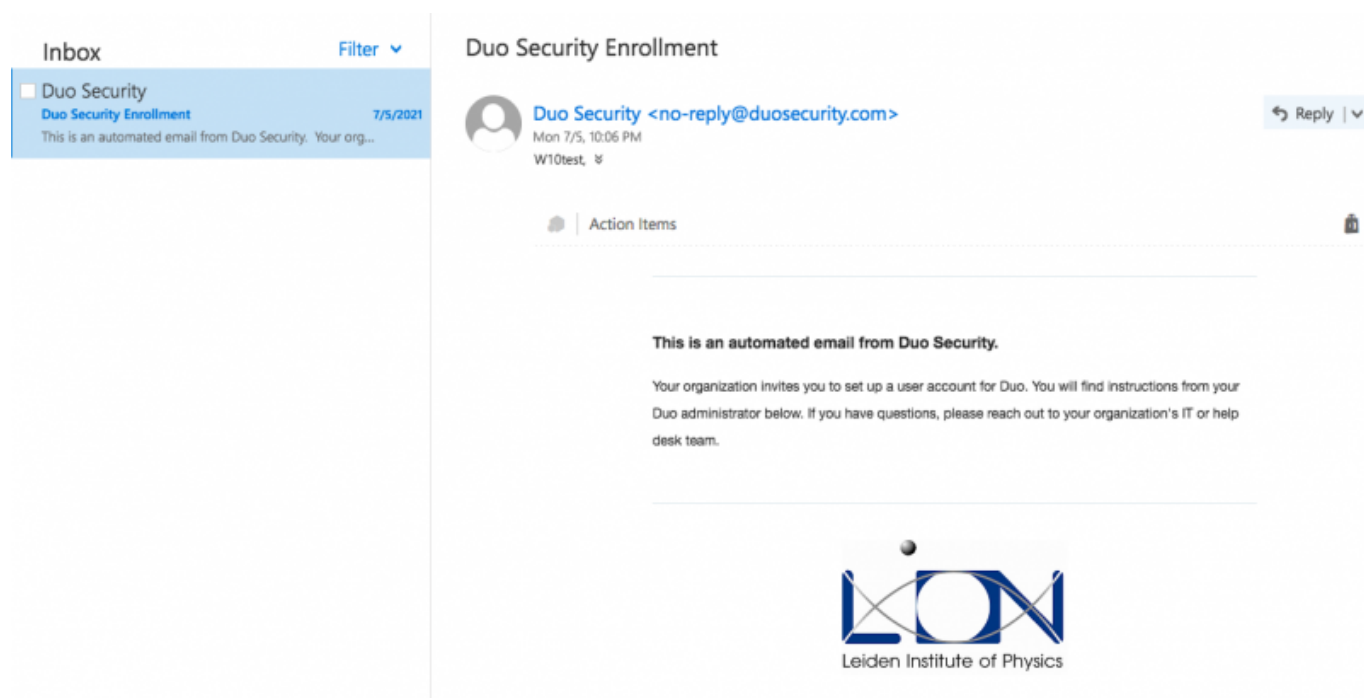 Inbox
Filter
Duo Security
Duo Security Enrollment 7/5/2021
This is an automated email from Duo Security. Your org...
Duo Security Enrollment
Duo Security <no-reply@duosecurity.com>
Reply
Mon 7/5, 10:06 PM
W10test,
Action Items
This is an automated email from Duo Security.
Your organization invites you to set up a user account for Duo. You will find instructions from your
Duo administrator below. If you have questions, please reach out to your organization's IT or help
desk team.
LION
Leiden Institute of Physics